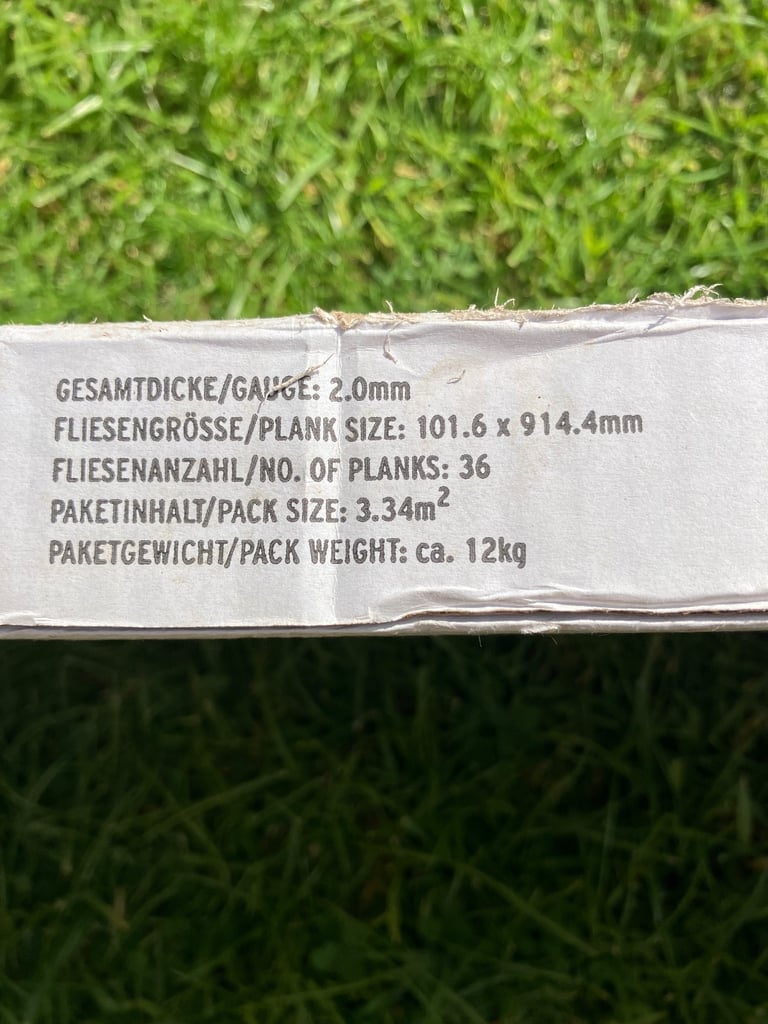 GESAMTDICKE/GAUGE: 2.0mm
FLIESENGRÖSSE/PLANK SIZE: 101.6 x 914.4mm
FLIESENANZAHL/NO. OF PLANKS: 36
PAKETINHALT/PACK SIZE: 3.34m²
PAKETGEWICHT/PACK WEIGHT: ca. 12kg